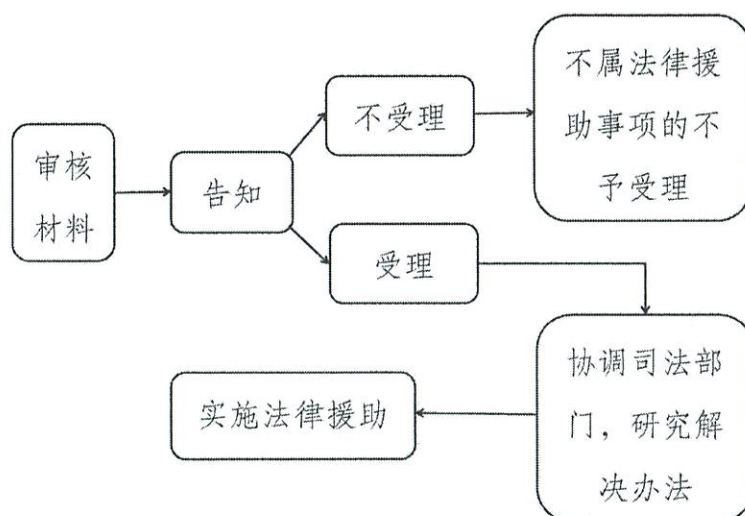 审核
材料
告知
不受理
不属法律援
助事项的不
予受理
受理
协调司法部
门，研究解
决办法
实施法律援助